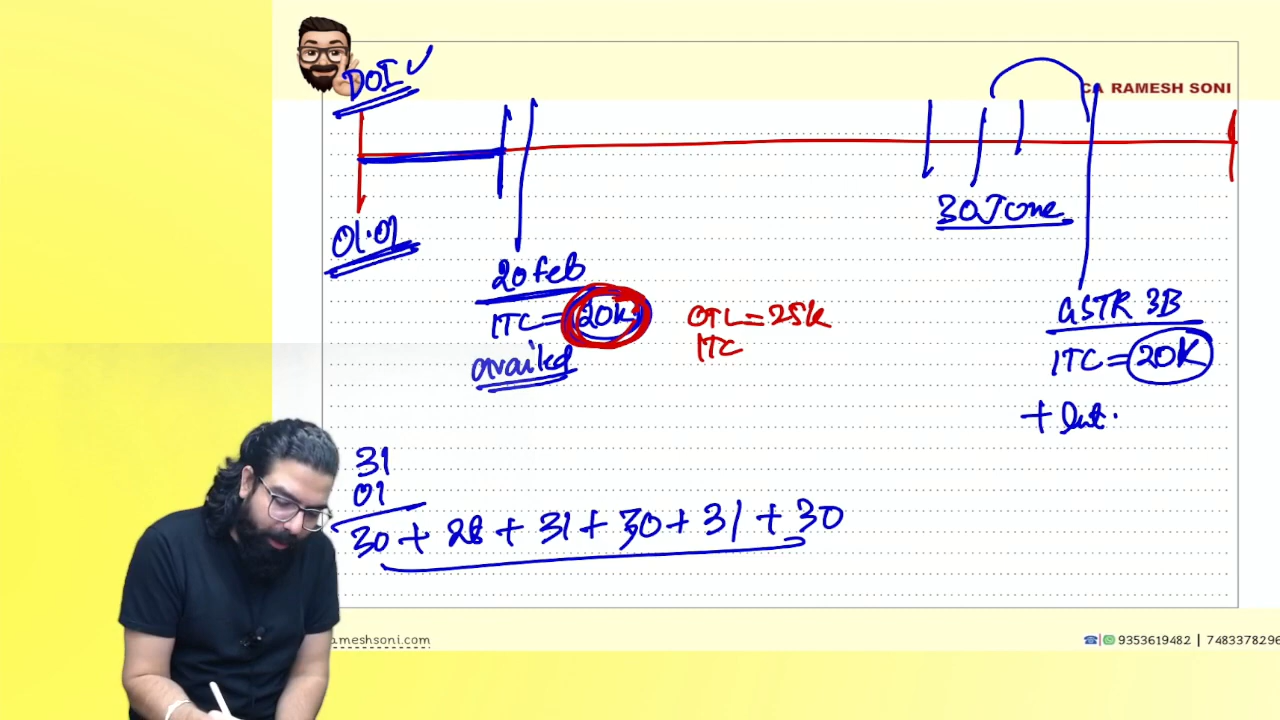 DOI ✓
CA RAMESH SONI
01.01
30 June
20 feb
ITC = 20k
availed
OTL = 25k
ITC
GSTR 3B
ITC = 20K
+ Int.
31
01
30 + 28 + 31 + 30 + 31 + 30
ameshsoni.com
9353619482 | 7483378296